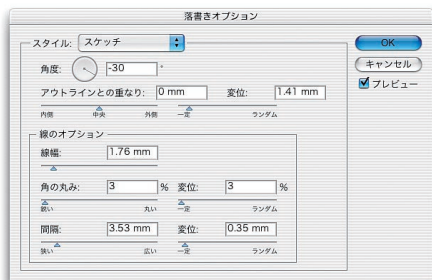 落書きオプション
スタイル: スケッチ
OK
キャンセル
プレビュー
角度: -30 °
アウトラインとの重なり: 0 mm 変位: 1.41 mm
内側 中央 外側 一定 ランダム
線のオプション
線幅: 1.76 mm
角の丸み: 3 % 変位: 3 %
鋭い 丸い 一定 ランダム
間隔: 3.53 mm 変位: 0.35 mm
狭い 広い 一定 ランダム